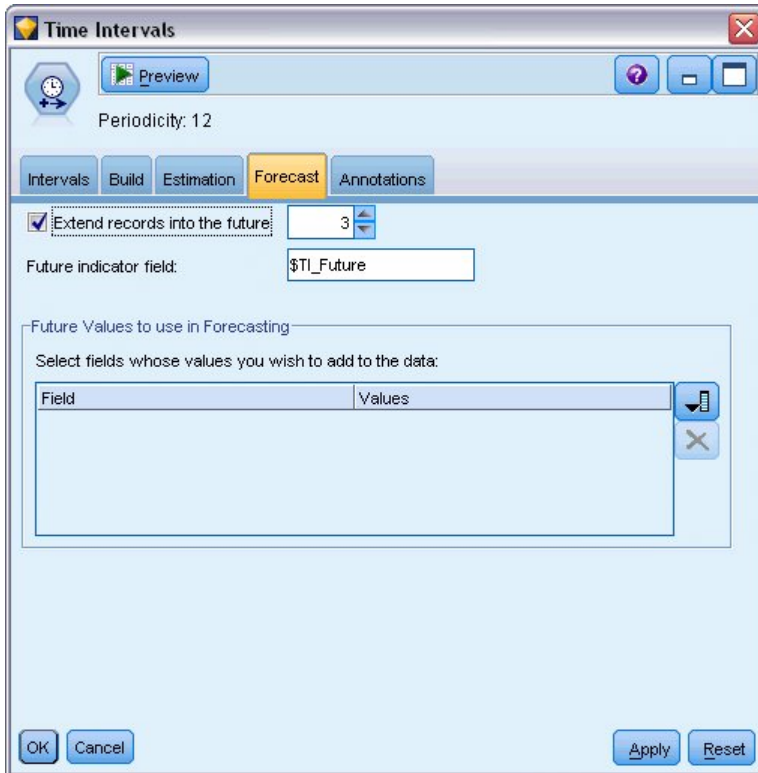 Time Intervals
Preview
Periodicity: 12
Intervals Build Estimation Forecast Annotations
Extend records into the future 3
Future indicator field: $TI_Future
Future Values to use in Forecasting
Select fields whose values you wish to add to the data:
Field Values
OK Cancel Apply Reset